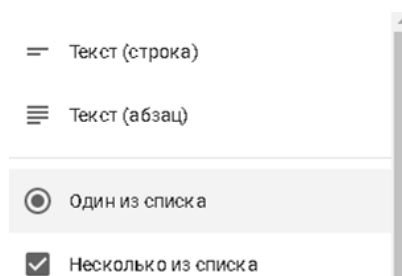 Текст (строка)
Текст (абзац)
Один из списка
Несколько из списка